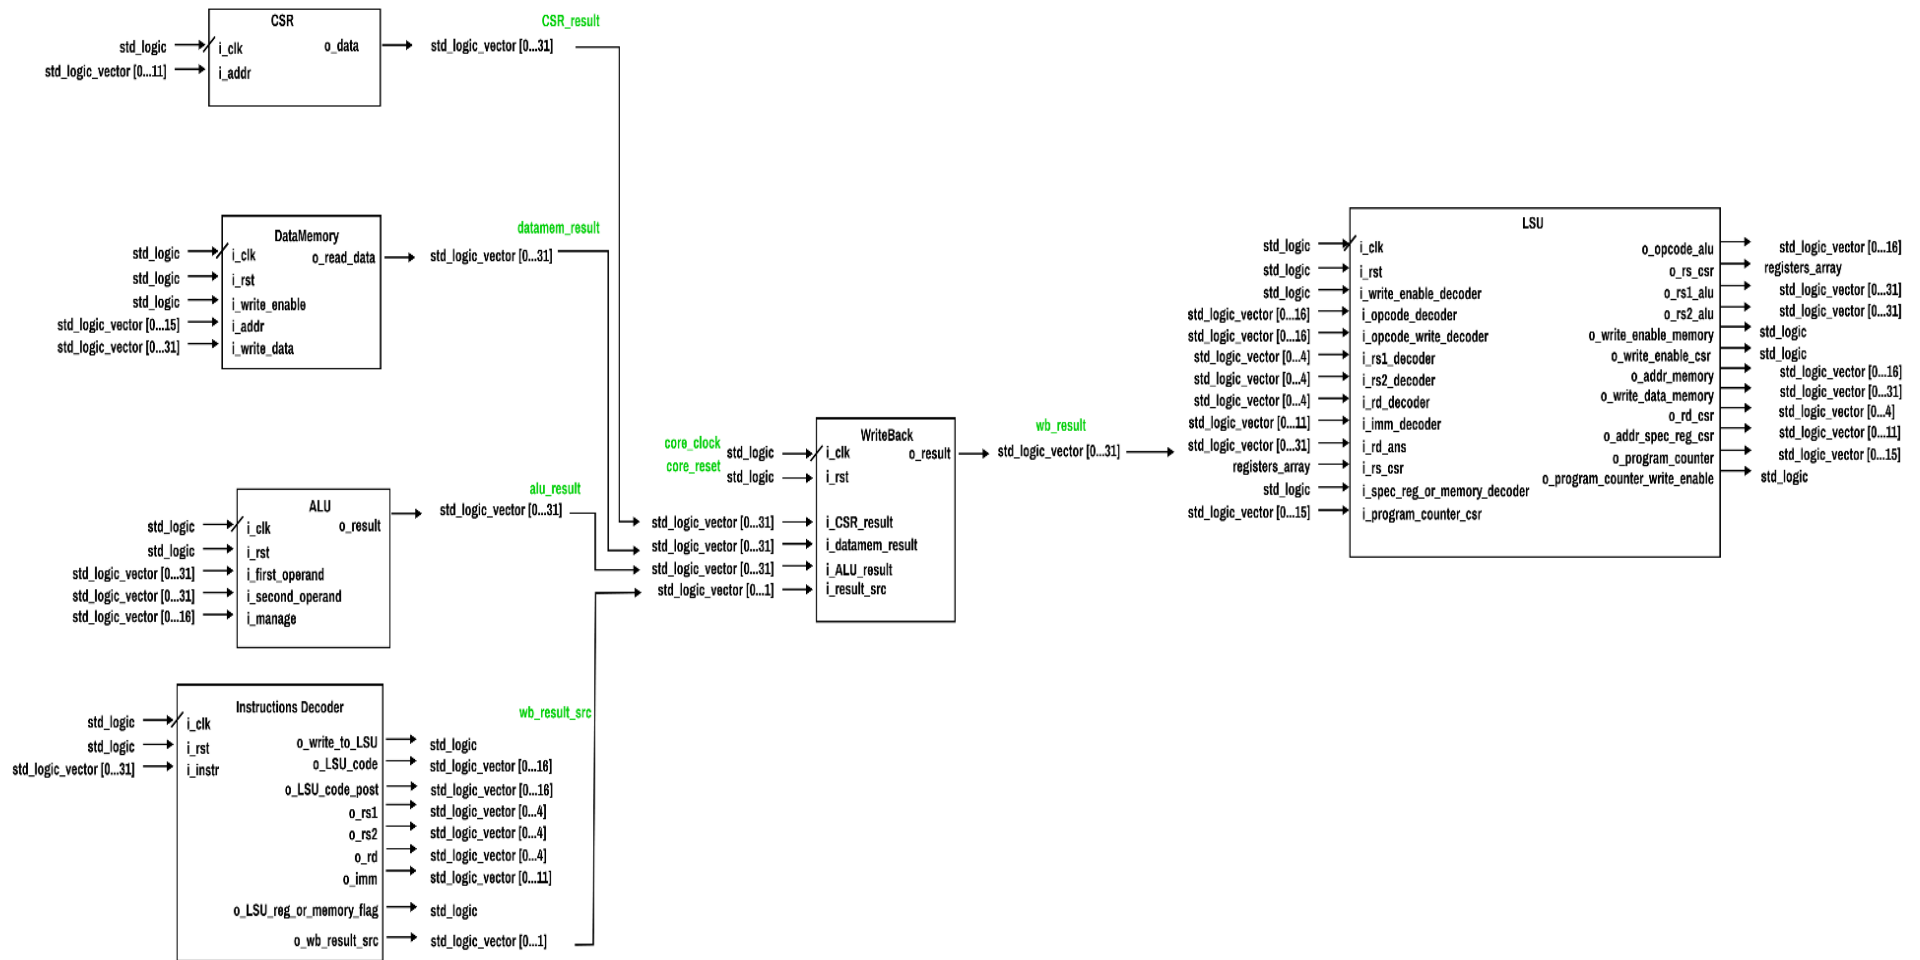 CSR
CSR_result
std_logic i_clk o_data std_logic_vector [0...31]
std_logic_vector [0...11] i_addr
DataMemory
datamem_result
std_logic i_clk o_read_data std_logic_vector [0...31]
std_logic i_rst
std_logic i_write_enable
std_logic_vector [0...15] i_addr
std_logic_vector [0...31] i_write_data
ALU
alu_result
std_logic i_clk o_result std_logic_vector [0...31]
std_logic i_rst
std_logic_vector [0...31] i_first_operand
std_logic_vector [0...31] i_second_operand
std_logic_vector [0...16] i_manage
Instructions Decoder
wb_result_src
std_logic i_clk
std_logic i_rst
std_logic_vector [0...31] i_instr
o_write_to_LSU std_logic
o_LSU_code std_logic_vector [0...16]
o_LSU_code_post std_logic_vector [0...16]
o_rs1 std_logic_vector [0...4]
o_rs2 std_logic_vector [0...4]
o_rd std_logic_vector [0...4]
o_imm std_logic_vector [0...11]
o_LSU_reg_or_memory_flag std_logic
o_wb_result_src std_logic_vector [0...1]
WriteBack
core_clock std_logic i_clk o_result
wb_result
std_logic_vector [0...31]
core_reset std_logic i_rst
std_logic_vector [0...31] i_CSR_result
std_logic_vector [0...31] i_datamem_result
std_logic_vector [0...31] i_ALU_result
std_logic_vector [0...1] i_result_src
LSU
std_logic i_clk
std_logic i_rst
std_logic i_write_enable_decoder
std_logic_vector [0...16] i_opcode_decoder
std_logic_vector [0...16] i_opcode_write_decoder
std_logic_vector [0...4] i_rs1_decoder
std_logic_vector [0...4] i_rs2_decoder
std_logic_vector [0...4] i_rd_decoder
std_logic_vector [0...11] i_imm_decoder
std_logic_vector [0...31] i_rd_ans
registers_array i_rs_csr
std_logic i_spec_reg_or_memory_decoder
std_logic_vector [0...15] i_program_counter_csr
o_opcode_alu std_logic_vector [0...16]
o_rs_csr registers_array
o_rs1_alu std_logic_vector [0...31]
o_rs2_alu std_logic_vector [0...31]
o_write_enable_memory std_logic
o_write_enable_csr std_logic
o_addr_memory std_logic_vector [0...16]
o_write_data_memory std_logic_vector [0...31]
o_rd_csr std_logic_vector [0...4]
o_addr_spec_reg_csr std_logic_vector [0...11]
o_program_counter std_logic_vector [0...15]
o_program_counter_write_enable std_logic